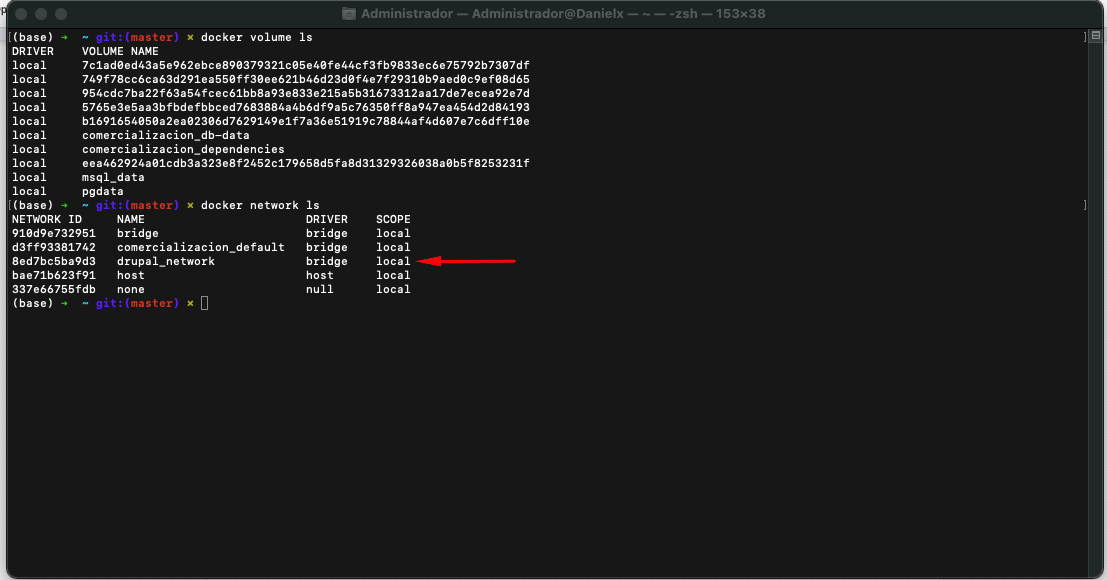 Administrador — Administrador@Danielx — ~ — -zsh — 153×38
[(base) ➜ ~ git:(master) ✗ docker volume ls ]
DRIVER VOLUME NAME
local 7c1ad0ed43a5e962ebce890379321c05e40fe44cf3fb9833ec6e75792b7307df
local 749f78cc6ca63d291ea550ff30ee621b46d23d0f4e7f29310b9aed0c9ef08d65
local 954cdc7ba22f63a54fcec61bb8a93e833e215a5b31673312aa17de7ecea92e7d
local 5765e3e5aa3bfbdefbbced7683884a4b6df9a5c76350ff8a947ea454d2d84193
local b1691654050a2ea02306d7629149e1f7a36e51919c78844af4d607e7c6dff10e
local comercializacion_db-data
local comercializacion_dependencies
local eea462924a01cdb3a323e8f2452c179658d5fa8d31329326038a0b5f8253231f
local msql_data
local pgdata
[(base) ➜ ~ git:(master) ✗ docker network ls ]
NETWORK ID NAME DRIVER SCOPE
910d9e732951 bridge bridge local
d3ff93381742 comercializacion_default bridge local
8ed7bc5ba9d3 drupal_network bridge local
bae71b623f91 host host local
337e66755fdb none null local
(base) ➜ ~ git:(master) ✗